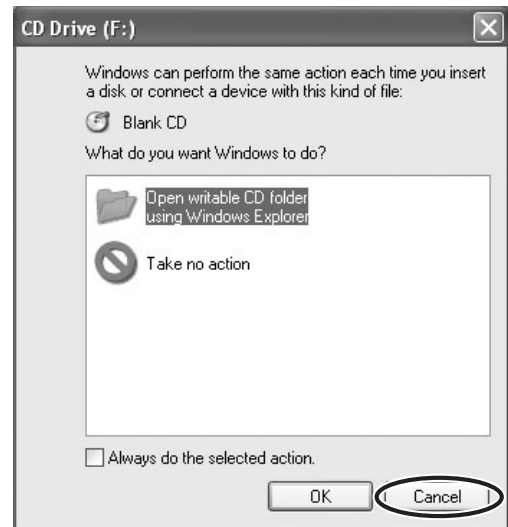 CD Drive (F:)
Windows can perform the same action each time you insert
a disk or connect a device with this kind of file:
Blank CD
What do you want Windows to do?
Open writable CD folder
using Windows Explorer
Take no action
Always do the selected action.
OK Cancel